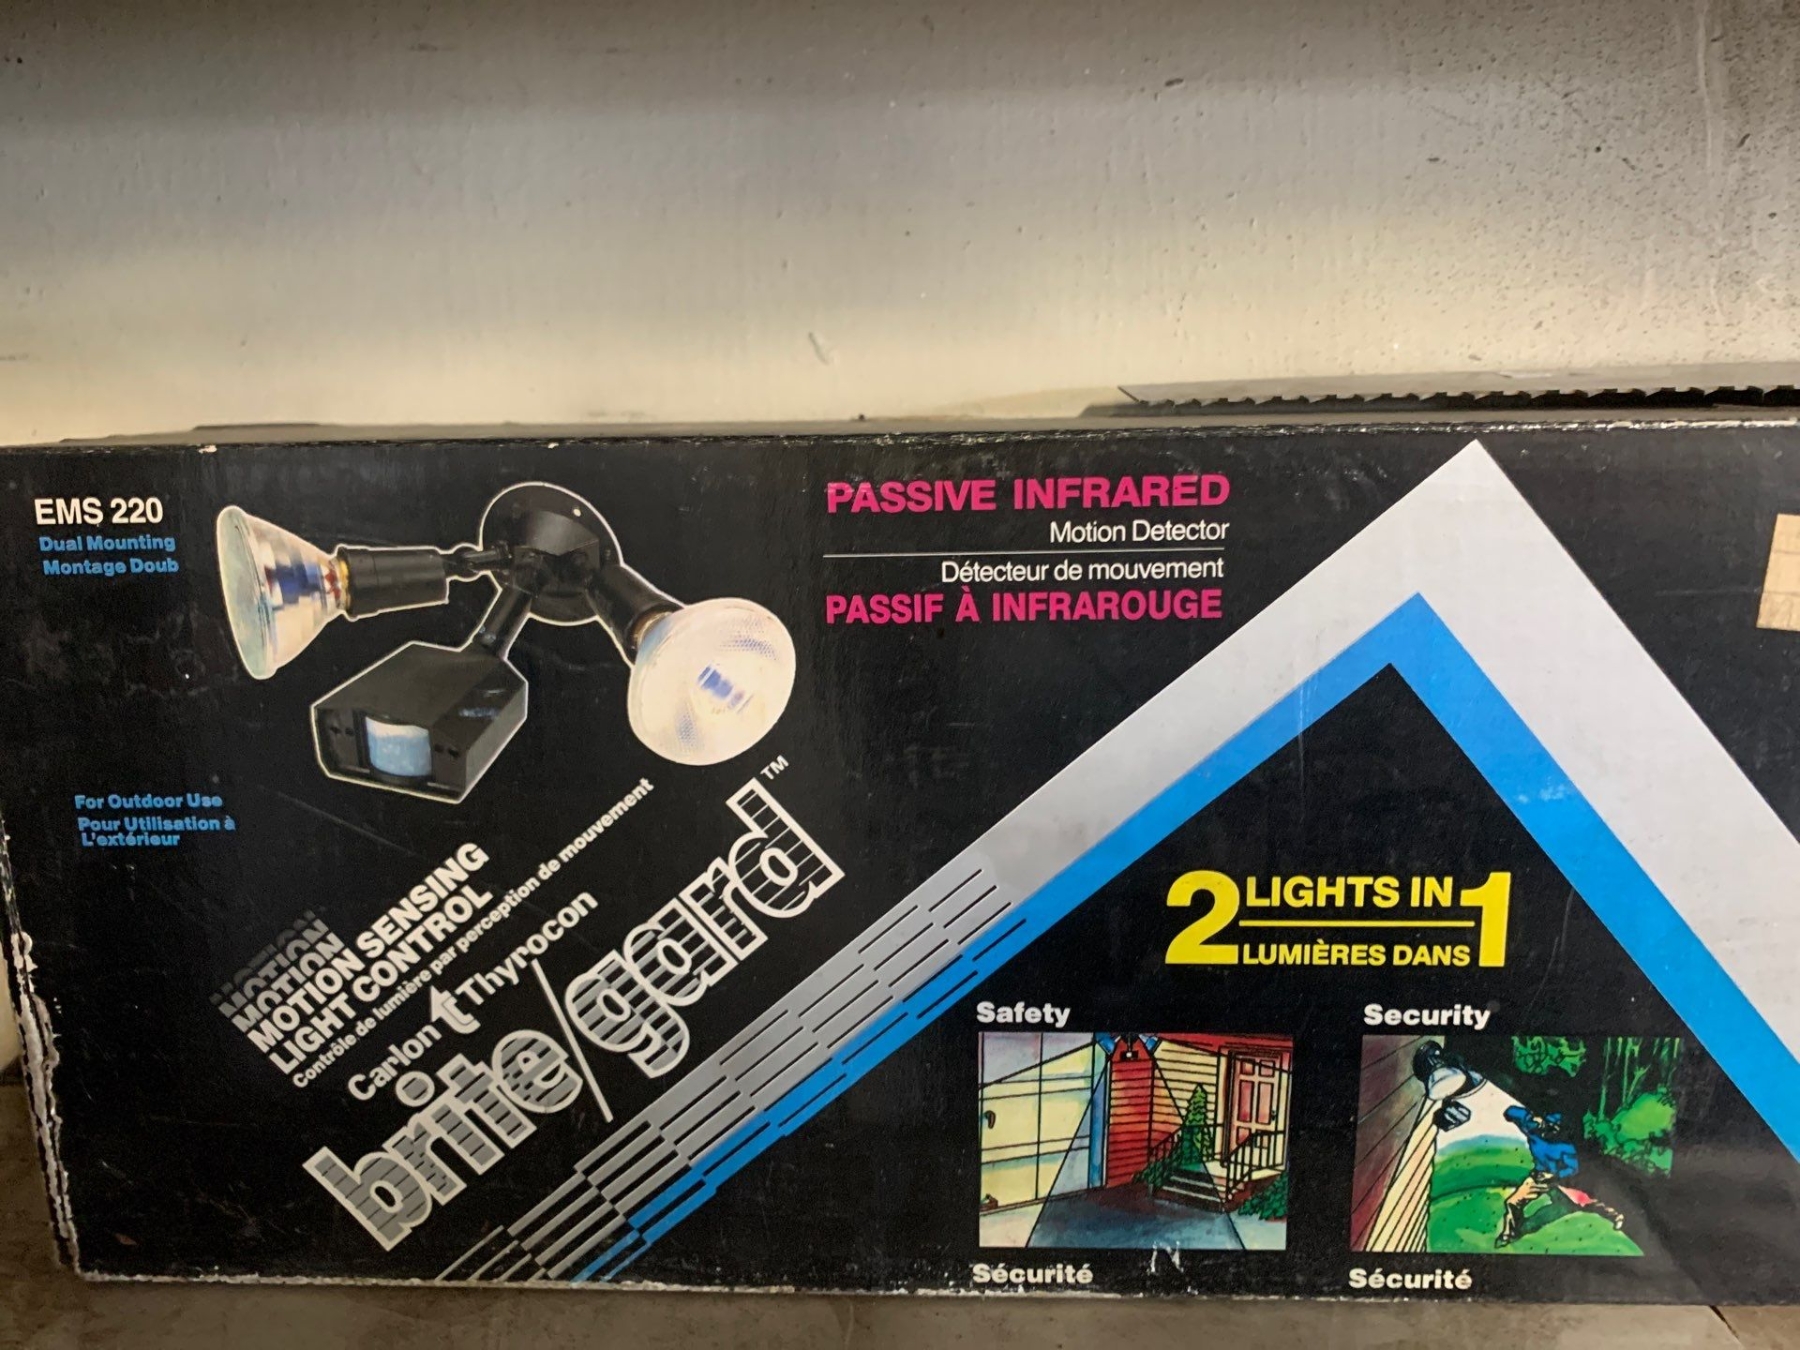 EMS 220
Dual Mounting
Montage Doub
For Outdoor Use
Pour Utilisation à
L'extérieur
MOTION
MOTION
MOTION SENSING
LIGHT CONTROL
Contrôle de lumière par perception de mouvement
Carlon t Thyrocon
brite/gard™
PASSIVE INFRARED
Motion Detector
Détecteur de mouvement
PASSIF À INFRAROUGE
2 LIGHTS IN 1
LUMIÈRES DANS
Safety
Sécurité
Security
Sécurité